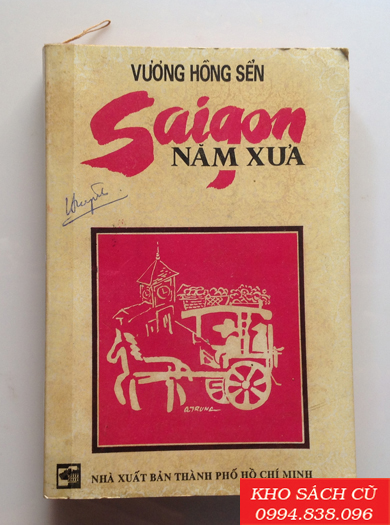 VƯƠNG HỒNG SỂN
Saigon
NĂM XƯA
A.TRUNG
NHÀ XUẤT BẢN THÀNH PHỐ HỒ CHÍ MINH
KHO SÁCH CŨ
0994.838.096